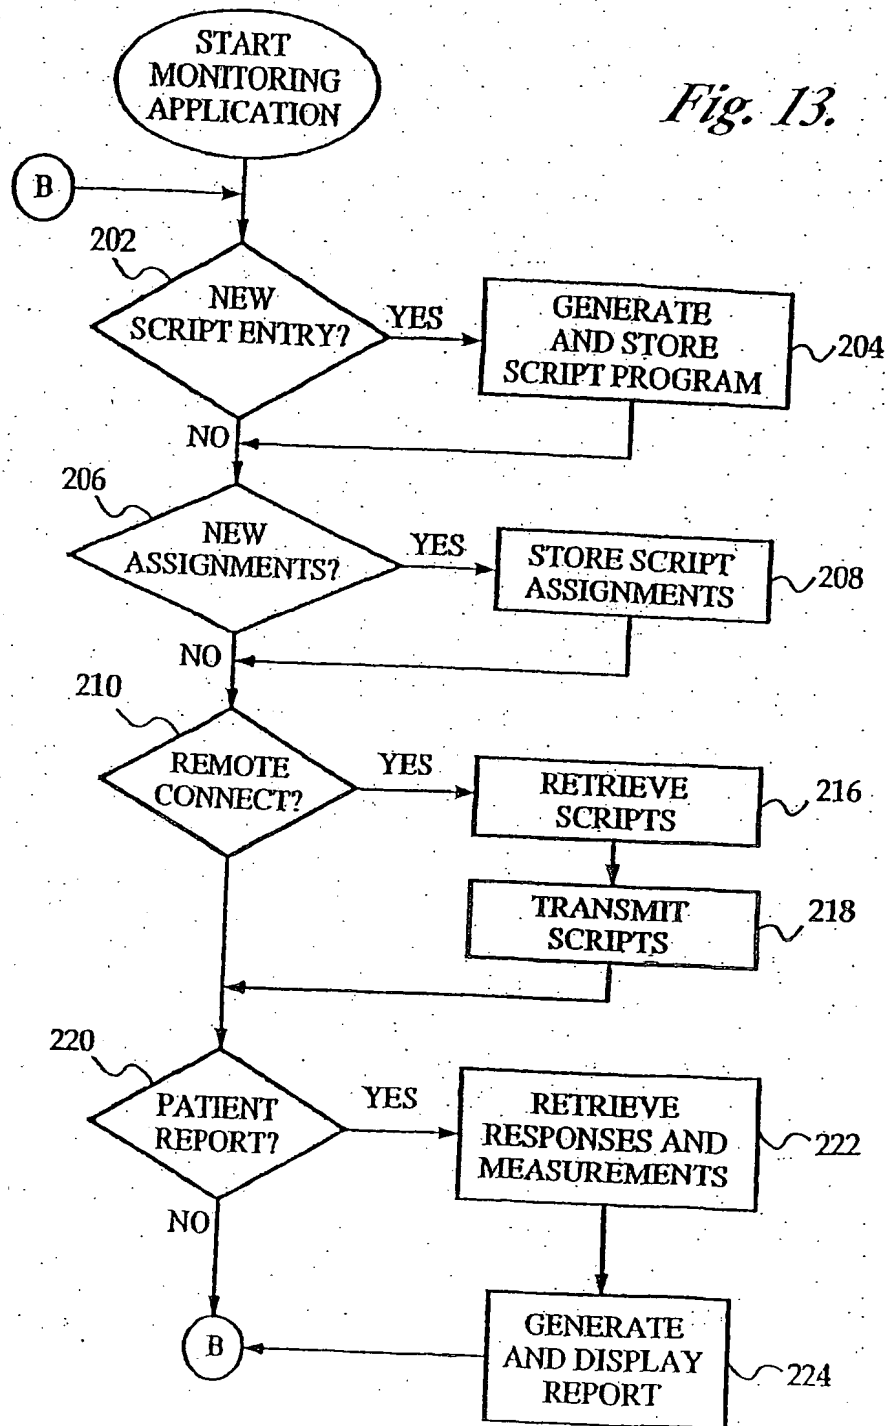 START
MONITORING
APPLICATION
Fig. 13.
B
202
NEW
SCRIPT ENTRY?
YES
GENERATE
AND STORE
SCRIPT PROGRAM
204
NO
206
NEW
ASSIGNMENTS?
YES
STORE SCRIPT
ASSIGNMENTS
208
NO
210
REMOTE
CONNECT?
YES
RETRIEVE
SCRIPTS
216
TRANSMIT
SCRIPTS
218
220
PATIENT
REPORT?
YES
RETRIEVE
RESPONSES AND
MEASUREMENTS
222
NO
B
GENERATE
AND DISPLAY
REPORT
224